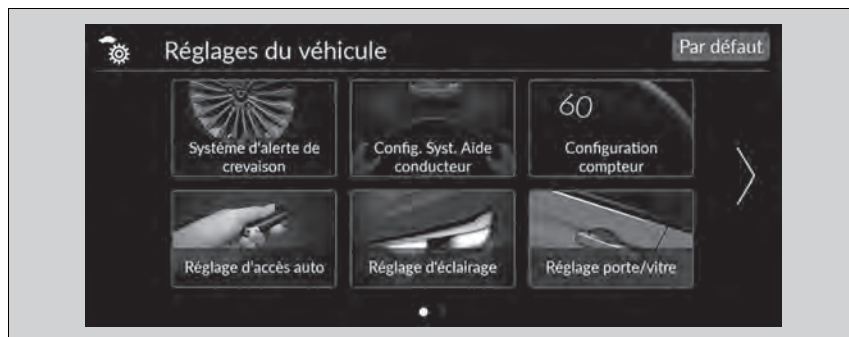 Réglages du véhicule
Par défaut
Système d'alerte de
crevaison
Config. Syst. Aide
conducteur
60
Configuration
compteur
Réglage d'accès auto
Réglage d'éclairage
Réglage porte/vitre